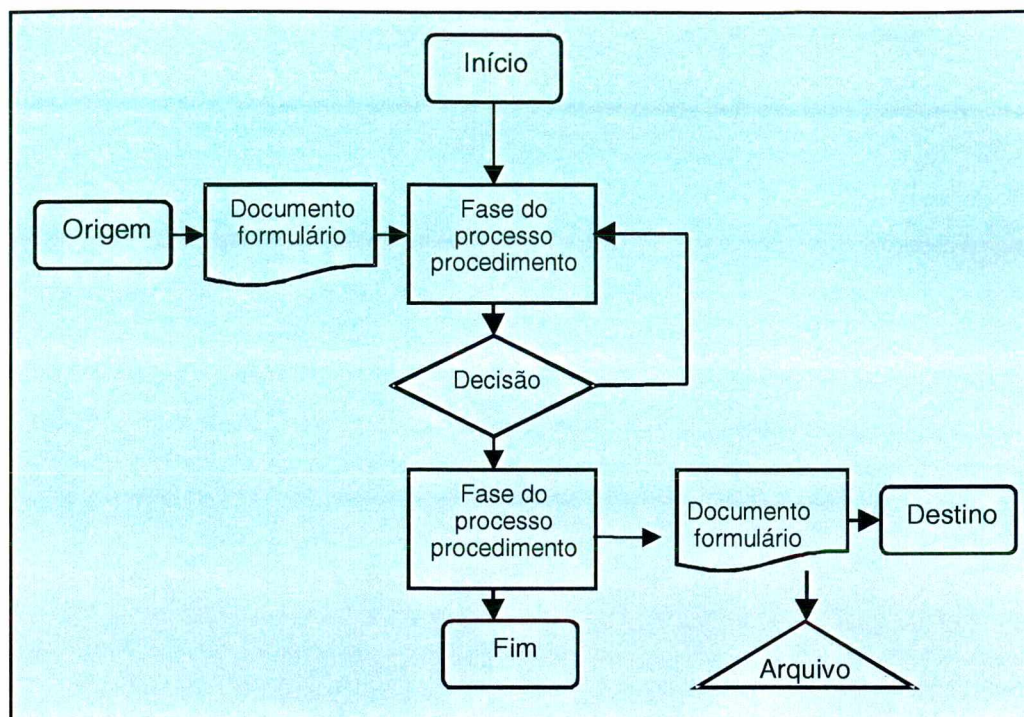 Início
Origem
Documento
formulário
Fase do
processo
procedimento
Decisão
Fase do
processo
procedimento
Documento
formulário
Destino
Fim
Arquivo